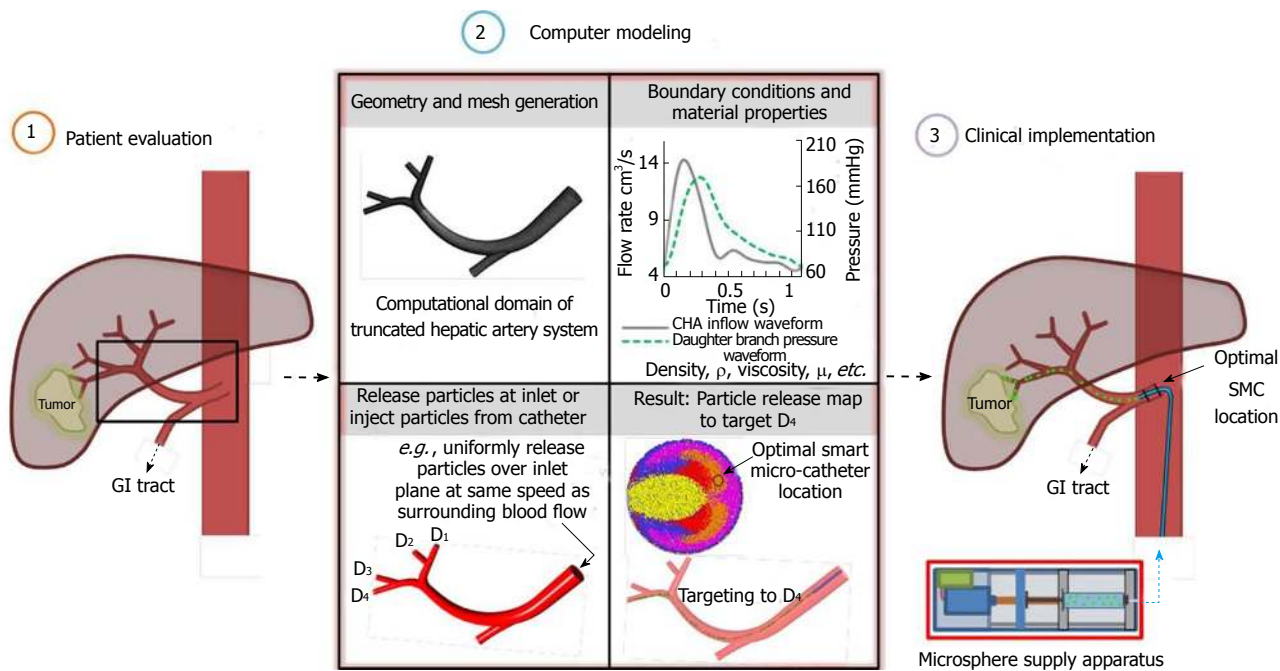 2 Computer modeling
1 Patient evaluation
Tumor
GI tract
Geometry and mesh generation
Computational domain of
truncated hepatic artery system
Boundary conditions and
material properties
Flow rate cm³/s
14
9
4
210
160
110
60
Pressure (mmHg)
0 0.5 1
Time (s)
CHA inflow waveform
Daughter branch pressure
waveform
Density, ρ, viscosity, μ, etc.
Release particles at inlet or
inject particles from catheter
e.g., uniformly release
particles over inlet
plane at same speed as
surrounding blood flow
D₁
D₂
D₃
D₄
Result: Particle release map
to target D₄
Optimal smart
micro-catheter
location
Targeting to D₄
3 Clinical implementation
Optimal
SMC
location
Tumor
GI tract
Microsphere supply apparatus